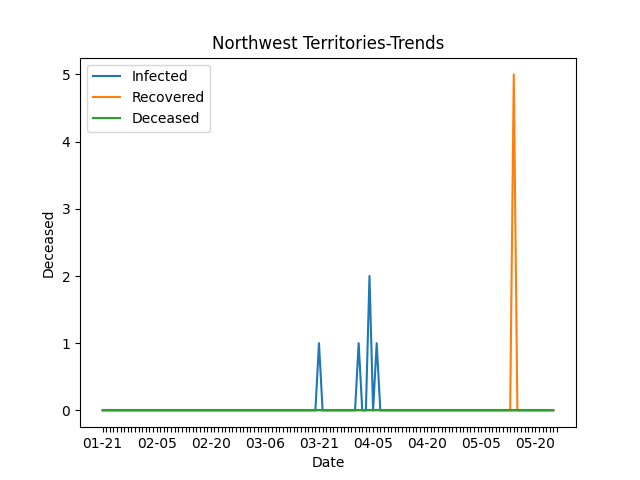 Northwest Territories-Trends
Infected
Recovered
Deceased
Deceased
5
4
3
2
1
0
01-21 02-05 02-20 03-06 03-21 04-05 04-20 05-05 05-20
Date